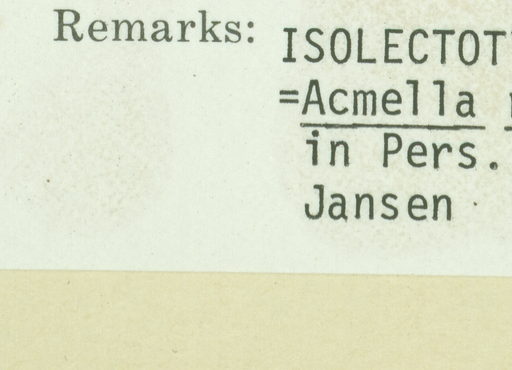 Remarks: ISOLECTOT
=Acmella
in Pers.
Jansen